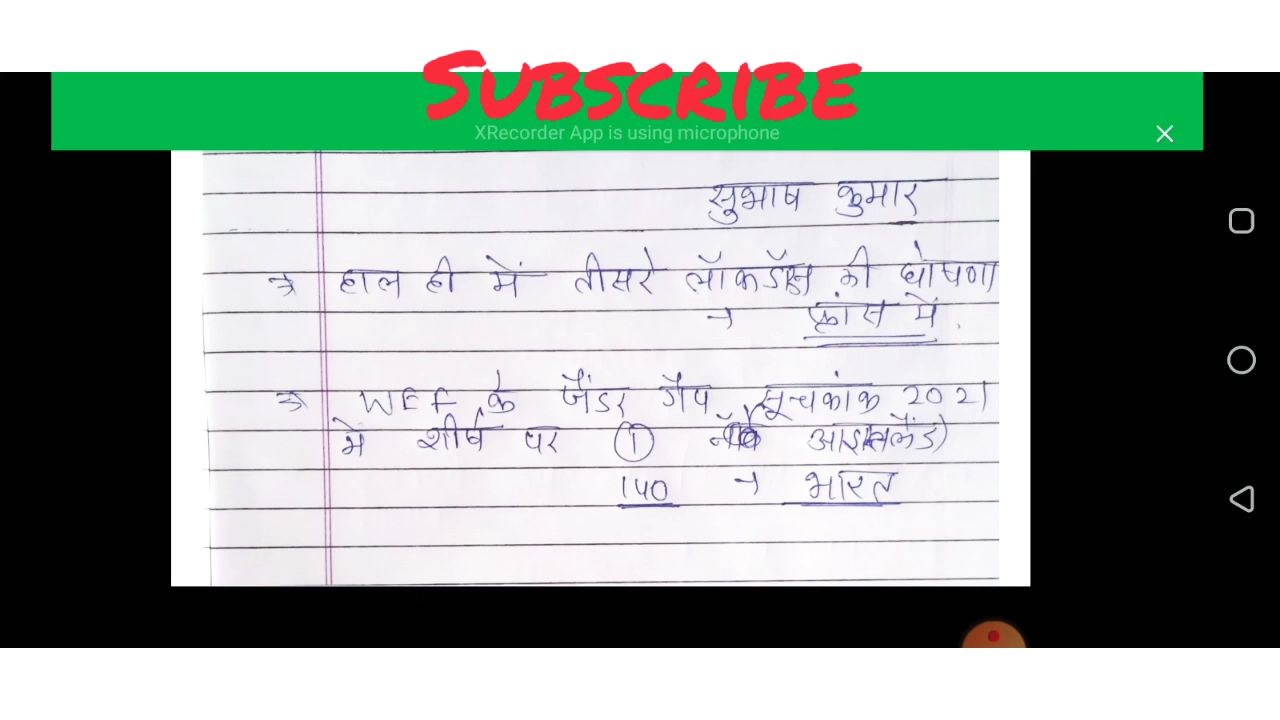 SUBSCRIBE
XRecorder App is using microphone
सुभाष कुमार
→ हाल ही में तीसरे लॉकडॉउन की घोषणा
→ फ्रांस में
→ WEF के जैंडर गैप सूचकांक 2021
में शीर्ष पर ① आइसलैंड)
140 → भारत